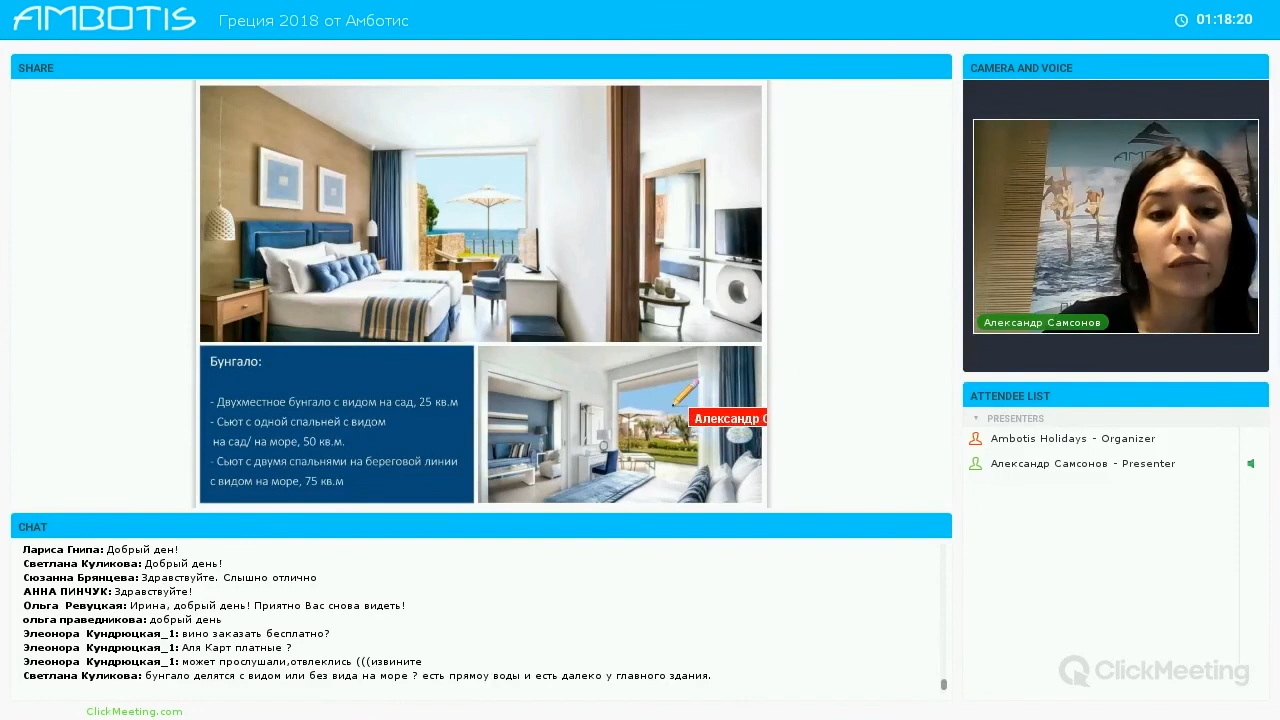 AMBOTIS
Греция 2018 от Амботис
01:18:20
SHARE
Бунгало:
- Двухместное бунгало с видом на сад, 25 кв.м
- Сьют с одной спальней с видом
на сад/ на море, 50 кв.м.
- Сьют с двумя спальнями на береговой линии
с видом на море, 75 кв.м
Александр С
CAMERA AND VOICE
Александр Самсонов
ATTENDEE LIST
PRESENTERS
Ambotis Holidays - Organizer
Александр Самсонов - Presenter
CHAT
Лариса Гнипа: Добрый ден!
Светлана Куликова: Добрый день!
Сюзанна Брянцева: Здравствуйте. Слышно отлично
АННА ПИНЧУК: Здравствуйте!
Ольга Ревуцкая: Ирина, добрый день! Приятно Вас снова видеть!
ольга праведникова: добрый день
Элеонора Кундрюцкая_1: вино заказать бесплатно?
Элеонора Кундрюцкая_1: Аля Карт платные ?
Элеонора Кундрюцкая_1: может прослушали,отвлеклись (((извините
Светлана Куликова: бунгало делятся с видом или без вида на море ? есть прямоу воды и есть далеко у главного здания.
ClickMeeting
ClickMeeting.com